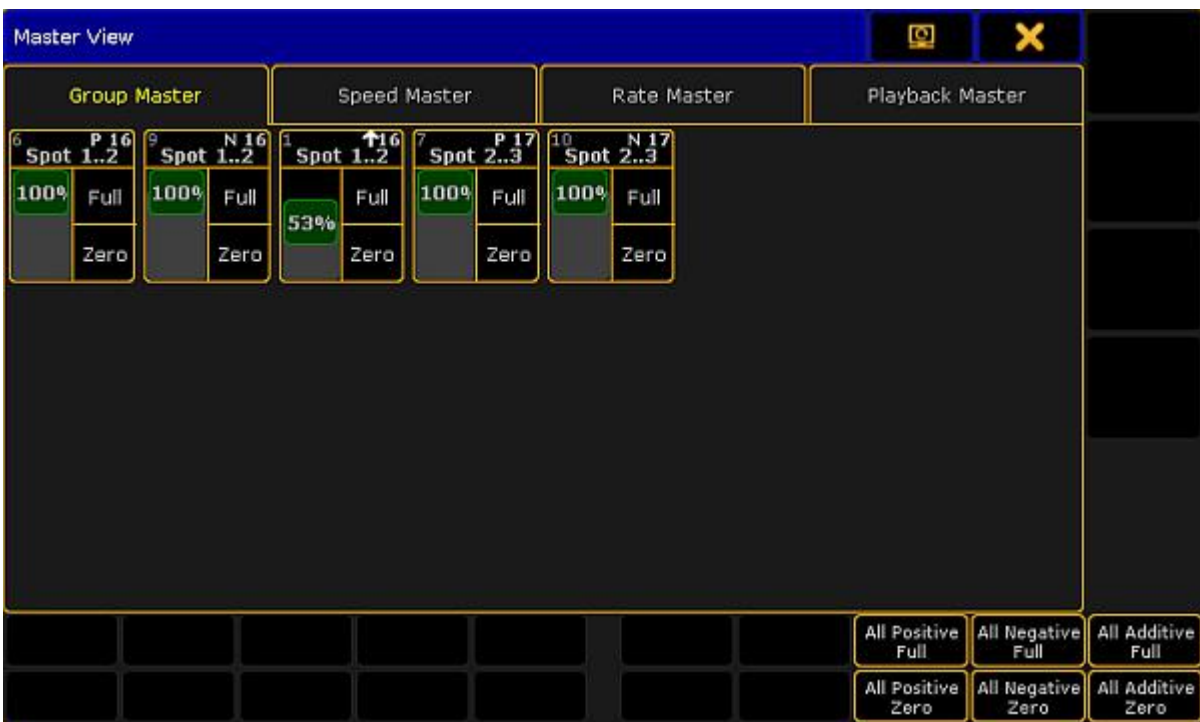 Master View
Group Master Speed Master Rate Master Playback Master
6 P 16 9 N 16 1 ↑16 7 P 17 10 N 17
Spot 1..2 Spot 1..2 Spot 1..2 Spot 2..3 Spot 2..3
100% Full 100% Full Full 100% Full 100% Full
53%
Zero Zero Zero Zero Zero
All Positive All Negative All Additive
Full Full Full
All Positive All Negative All Additive
Zero Zero Zero